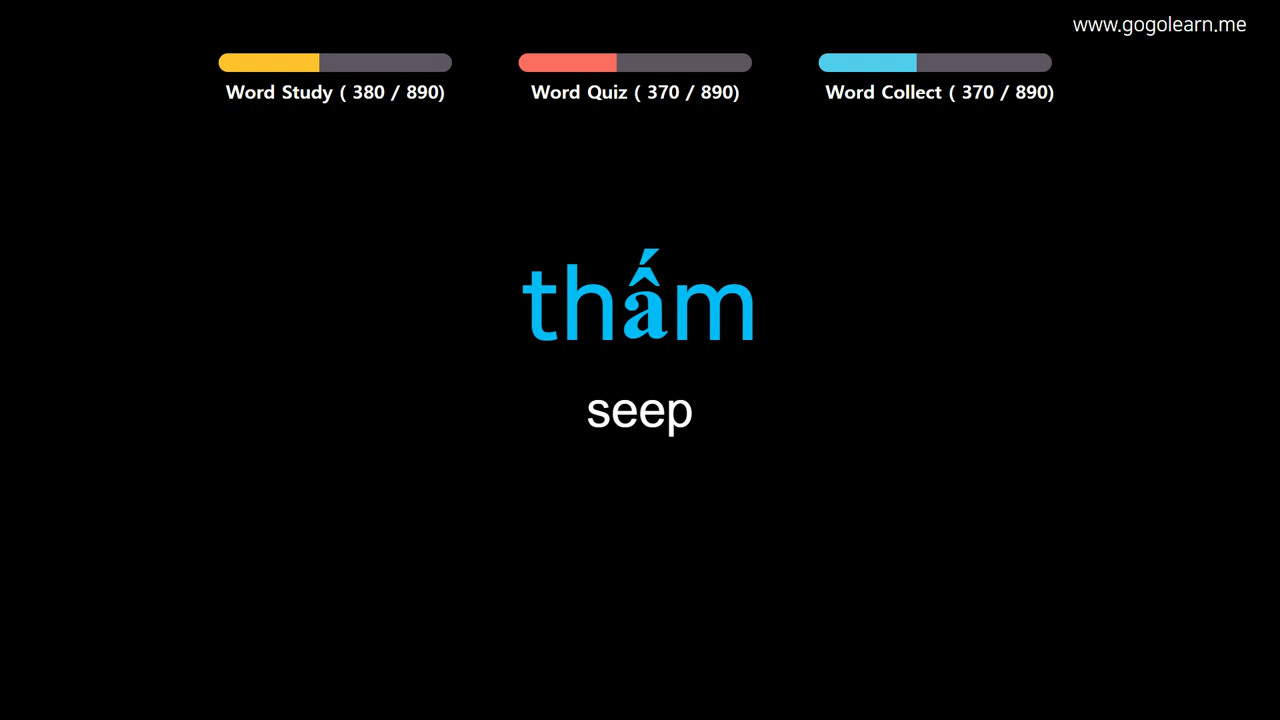 www.gogolearn.me
Word Study ( 380 / 890)
Word Quiz ( 370 / 890)
Word Collect ( 370 / 890)
thấm
seep